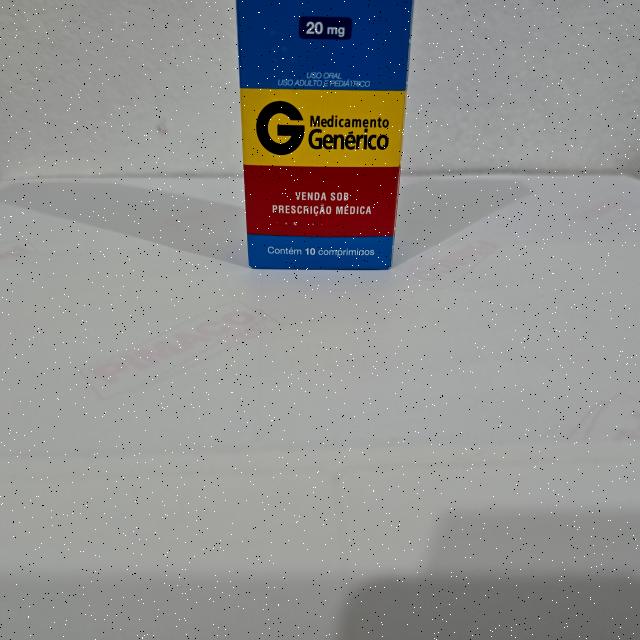 20 mg
USO ORAL
USO ADULTO E PEDIÁTRICO
G Medicamento
Genérico
VENDA SOB
PRESCRIÇÃO MÉDICA
Contém 10 comprimidos